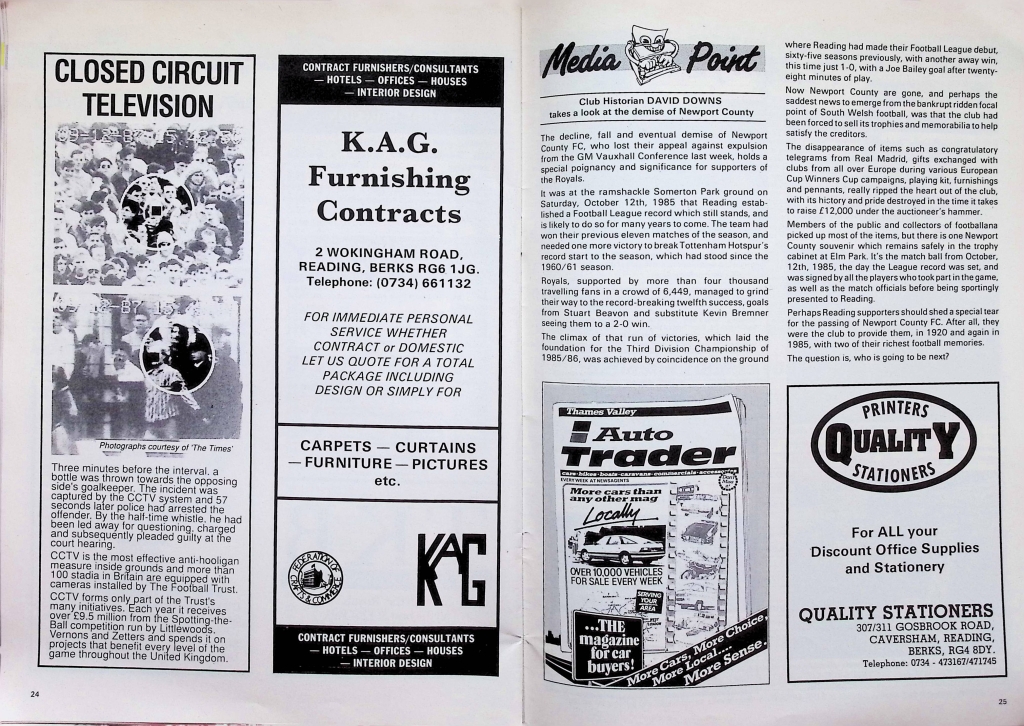 CLOSED CIRCUIT
TELEVISION
Photographs courtesy of 'The Times'
Three minutes before the interval, a
bottle was thrown towards the opposing
side's goalkeeper. The incident was
captured by the CCTV system and 57
seconds later police had arrested the
offender. By the half-time whistle, he had
been led away for questioning, charged
and subsequently pleaded guilty at the
court hearing.
CCTV is the most effective anti-hooligan
measure inside grounds and more than
100 stadia in Britain are equipped with
cameras installed by The Football Trust.
CCTV forms only part of the Trust's
many initiatives. Each year it receives
over £9.5 million from the Spotting-the-
Ball competition run by Littlewoods,
Vernons and Zetters and spends it on
projects that benefit every level of the
game throughout the United Kingdom.
24
CONTRACT FURNISHERS/CONSULTANTS
— HOTELS — OFFICES — HOUSES
— INTERIOR DESIGN
K.A.G.
Furnishing
Contracts
2 WOKINGHAM ROAD,
READING, BERKS RG6 1JG.
Telephone: (0734) 661132
FOR IMMEDIATE PERSONAL
SERVICE WHETHER
CONTRACT or DOMESTIC
LET US QUOTE FOR A TOTAL
PACKAGE INCLUDING
DESIGN OR SIMPLY FOR
CARPETS — CURTAINS
— FURNITURE — PICTURES
etc.
FEDERATION OF
CRAFTS & COMMERCE
KAG
CONTRACT FURNISHERS/CONSULTANTS
— HOTELS — OFFICES — HOUSES
— INTERIOR DESIGN
Media Point
Club Historian DAVID DOWNS
takes a look at the demise of Newport County
The decline, fall and eventual demise of Newport
County FC, who lost their appeal against expulsion
from the GM Vauxhall Conference last week, holds a
special poignancy and significance for supporters of
the Royals.
It was at the ramshackle Somerton Park ground on
Saturday, October 12th, 1985 that Reading estab-
lished a Football League record which still stands, and
is likely to do so for many years to come. The team had
won their previous eleven matches of the season, and
needed one more victory to break Tottenham Hotspur's
record start to the season, which had stood since the
1960/61 season.
Royals, supported by more than four thousand
travelling fans in a crowd of 6,449, managed to grind
their way to the record-breaking twelfth success, goals
from Stuart Beavon and substitute Kevin Bremner
seeing them to a 2-0 win.
The climax of that run of victories, which laid the
foundation for the Third Division Championship of
1985/86, was achieved by coincidence on the ground
where Reading had made their Football League debut,
sixty-five seasons previously, with another away win,
this time just 1-0, with a Joe Bailey goal after twenty-
eight minutes of play.
Now Newport County are gone, and perhaps the
saddest news to emerge from the bankrupt ridden focal
point of South Welsh football, was that the club had
been forced to sell its trophies and memorabilia to help
satisfy the creditors.
The disappearance of items such as congratulatory
telegrams from Real Madrid, gifts exchanged with
clubs from all over Europe during various European
Cup Winners Cup campaigns, playing kit, furnishings
and pennants, really ripped the heart out of the club,
with its history and pride destroyed in the time it takes
to raise £12,000 under the auctioneer's hammer.
Members of the public and collectors of footballana
picked up most of the items, but there is one Newport
County souvenir which remains safely in the trophy
cabinet at Elm Park. It's the match ball from October,
12th, 1985, the day the League record was set, and
was signed by all the players who took part in the game,
as well as the match officials before being sportingly
presented to Reading.
Perhaps Reading supporters should shed a special tear
for the passing of Newport County FC. After all, they
were the club to provide them, in 1920 and again in
1985, with two of their richest football memories.
The question is, who is going to be next?
Thames Valley
Auto
Trader
cars·bikes·boats·caravans·commercials·accessories
EVERY WEEK AT NEWSAGENTS
More cars than
any other mag
Locally
OVER 10,000 VEHICLES
FOR SALE EVERY WEEK
SERVING
YOUR
AREA
...THE
magazine
for car
buyers!
More Cars, More Choice,
More Local....
More Sense.
PRINTERS
QUALITY
STATIONERS
For ALL your
Discount Office Supplies
and Stationery
QUALITY STATIONERS
307/311 GOSBROOK ROAD,
CAVERSHAM, READING,
BERKS, RG4 8DY.
Telephone: 0734 - 473167/471745
25